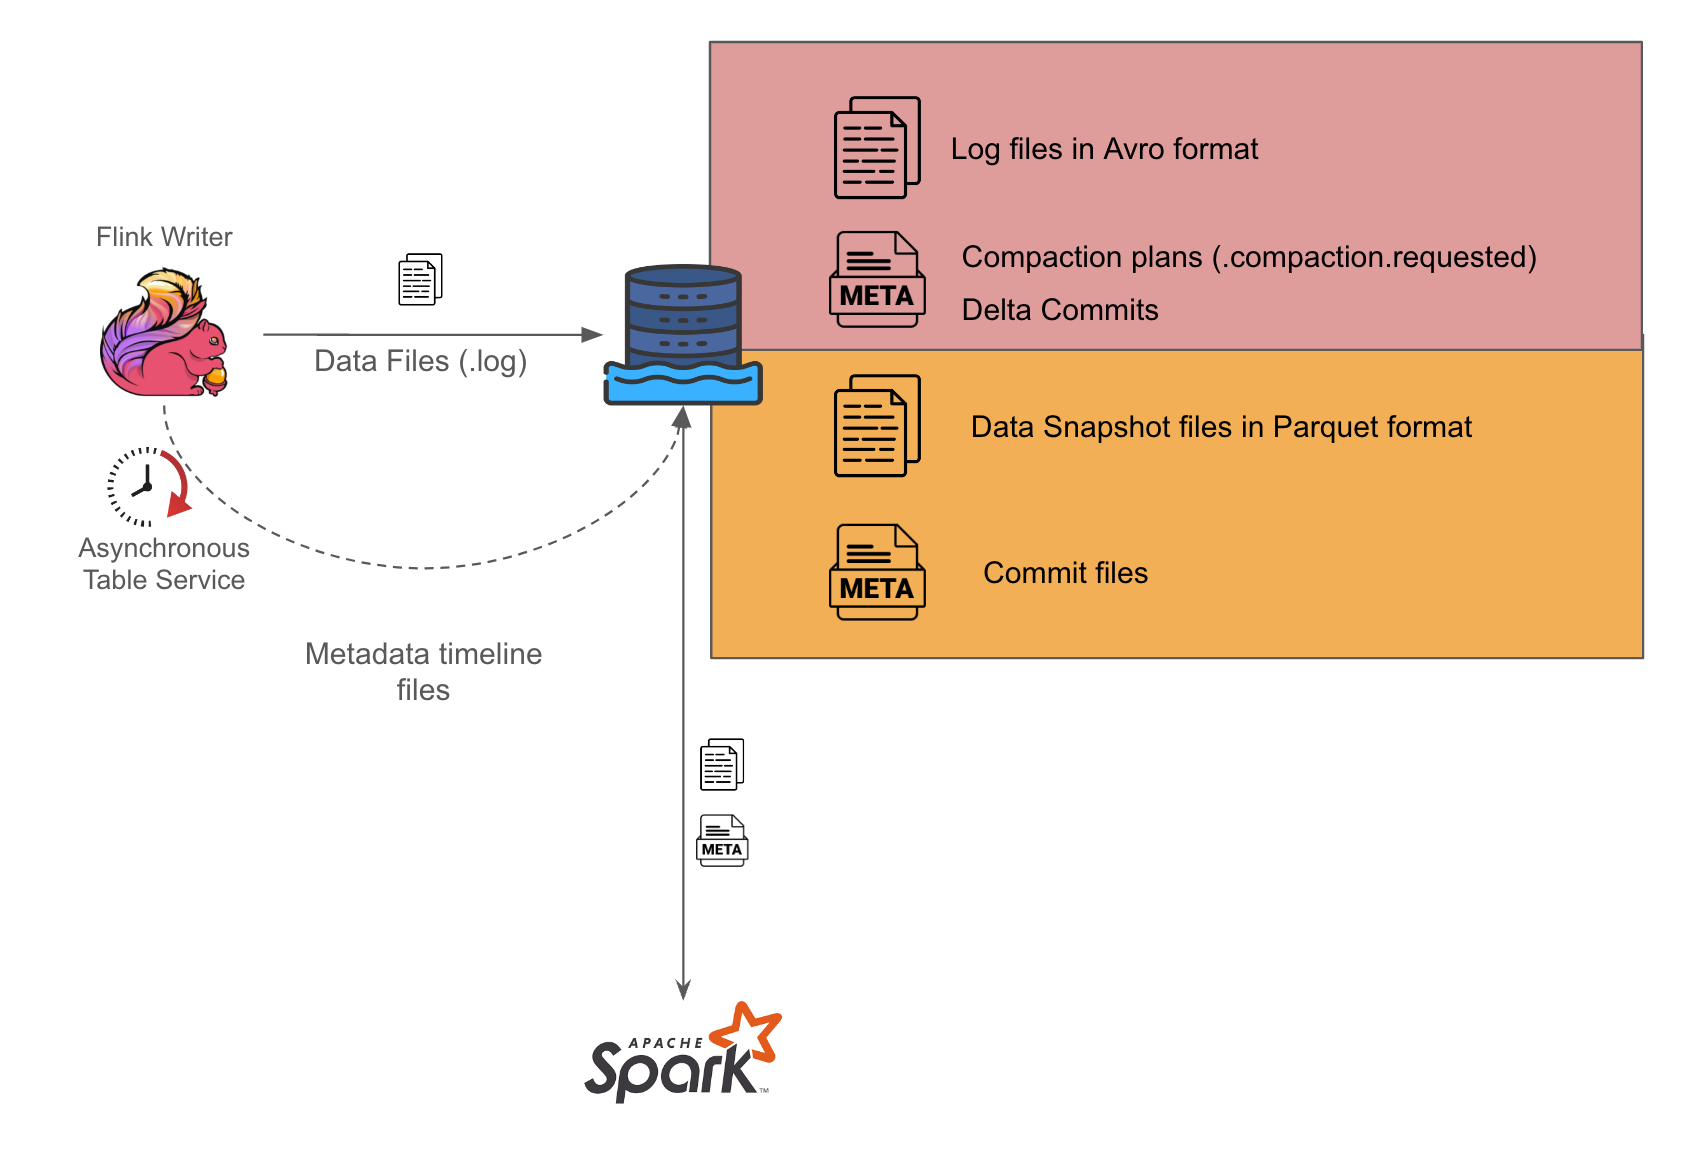 Log files in Avro format
Flink Writer
META
Compaction plans (.compaction.requested)
Delta Commits
Data Files (.log)
Data Snapshot files in Parquet format
Asynchronous
Table Service
META
Commit files
Metadata timeline
files
META
APACHE
Spark™